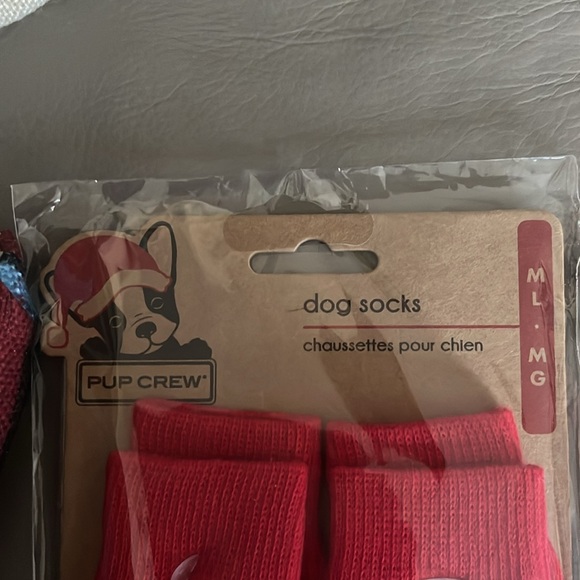 dog socks
chaussettes pour chien
PUP CREW
ML · MG